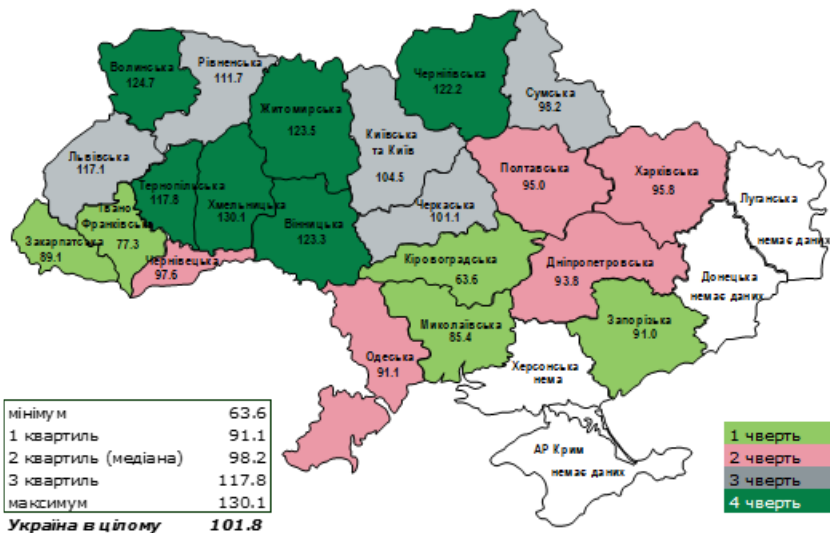 Волинська
124.7
Рівненська
111.7
Житомирська
123.5
Київська
та Київ
104.5
Чернігівська
122.2
Сумська
98.2
Львівська
117.1
Тернопільська
117.8
Хмельницька
130.1
Вінницька
123.3
Черкаська
101.1
Полтавська
95.0
Харківська
95.8
Луганська
немає даних
Івано
Франківська
77.3
Закарпатська
89.1
Чернівецька
97.6
Кіровоградська
63.6
Дніпропетровська
93.8
Донецька
немає даних
Миколаївська
85.4
Запорізька
91.0
Одеська
91.1
Херсонська
нема
АР Крим
немає даних
мінімум 63.6
1 квартиль 91.1
2 квартиль (медіана) 98.2
3 квартиль 117.8
максимум 130.1
Україна в цілому 101.8
1 чверть
2 чверть
3 чверть
4 чверть